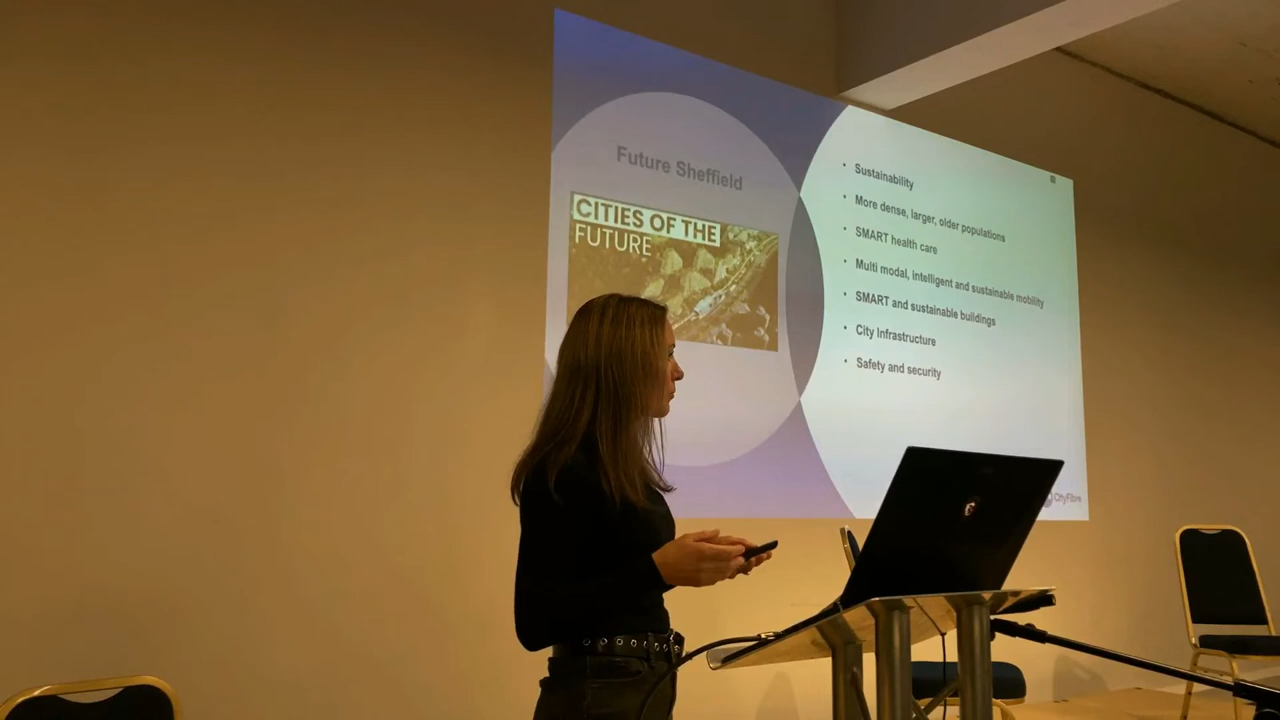 Future Sheffield
CITIES OF THE
FUTURE
• Sustainability
• More dense, larger, older populations
• SMART health care
• Multi modal, intelligent and sustainable mobility
• SMART and sustainable buildings
• City Infrastructure
• Safety and security
CityFibre